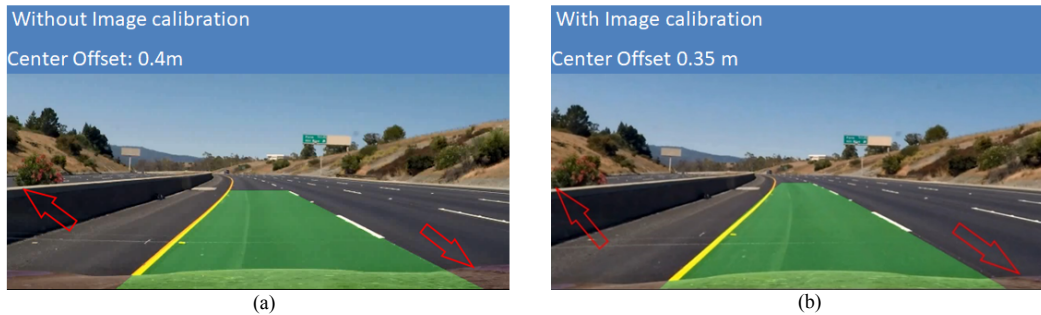 Without Image calibration
Center Offset: 0.4m
With Image calibration
Center Offset 0.35 m
(a)
(b)